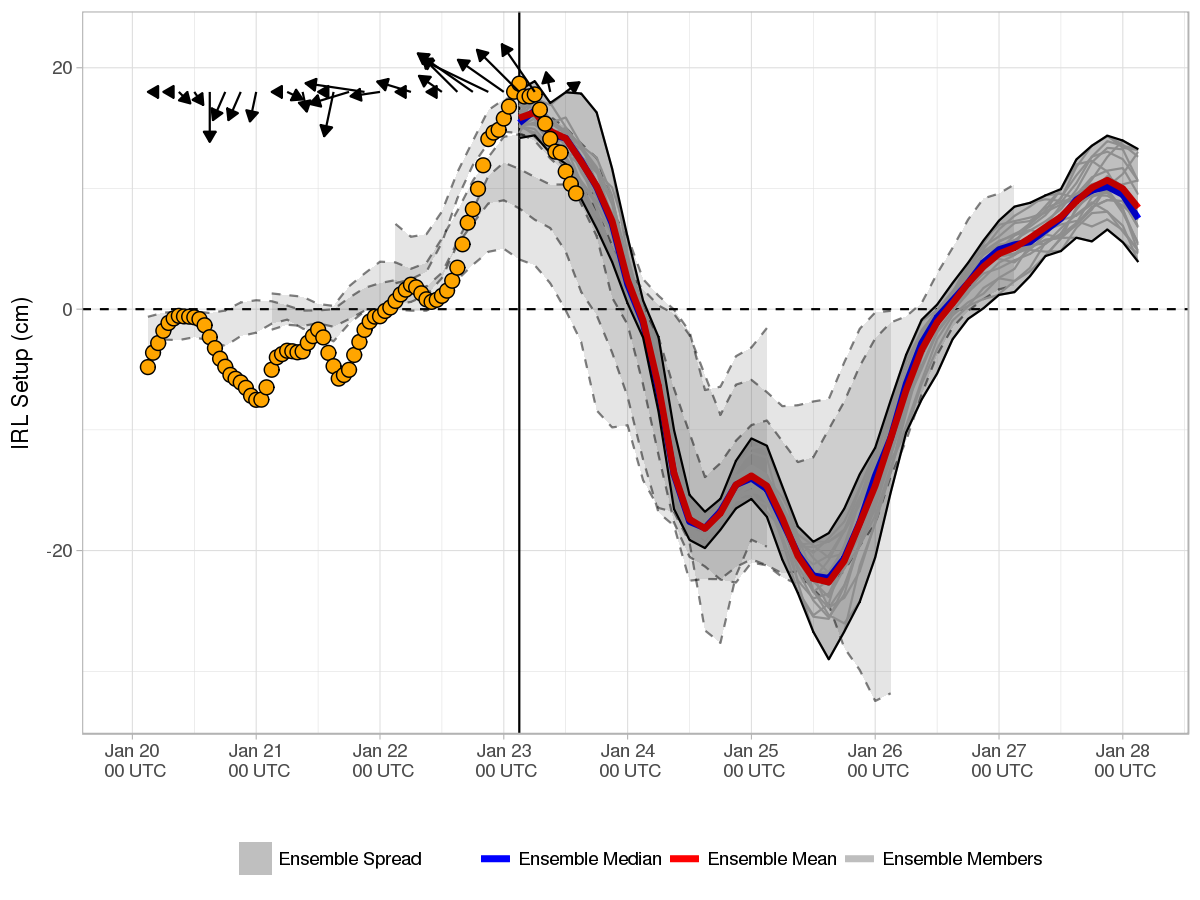 IRL Setup (cm)
20
0
-20
Jan 20 Jan 21 Jan 22 Jan 23 Jan 24 Jan 25 Jan 26 Jan 27 Jan 28
00 UTC 00 UTC 00 UTC 00 UTC 00 UTC 00 UTC 00 UTC 00 UTC 00 UTC
Ensemble Spread Ensemble Median Ensemble Mean Ensemble Members